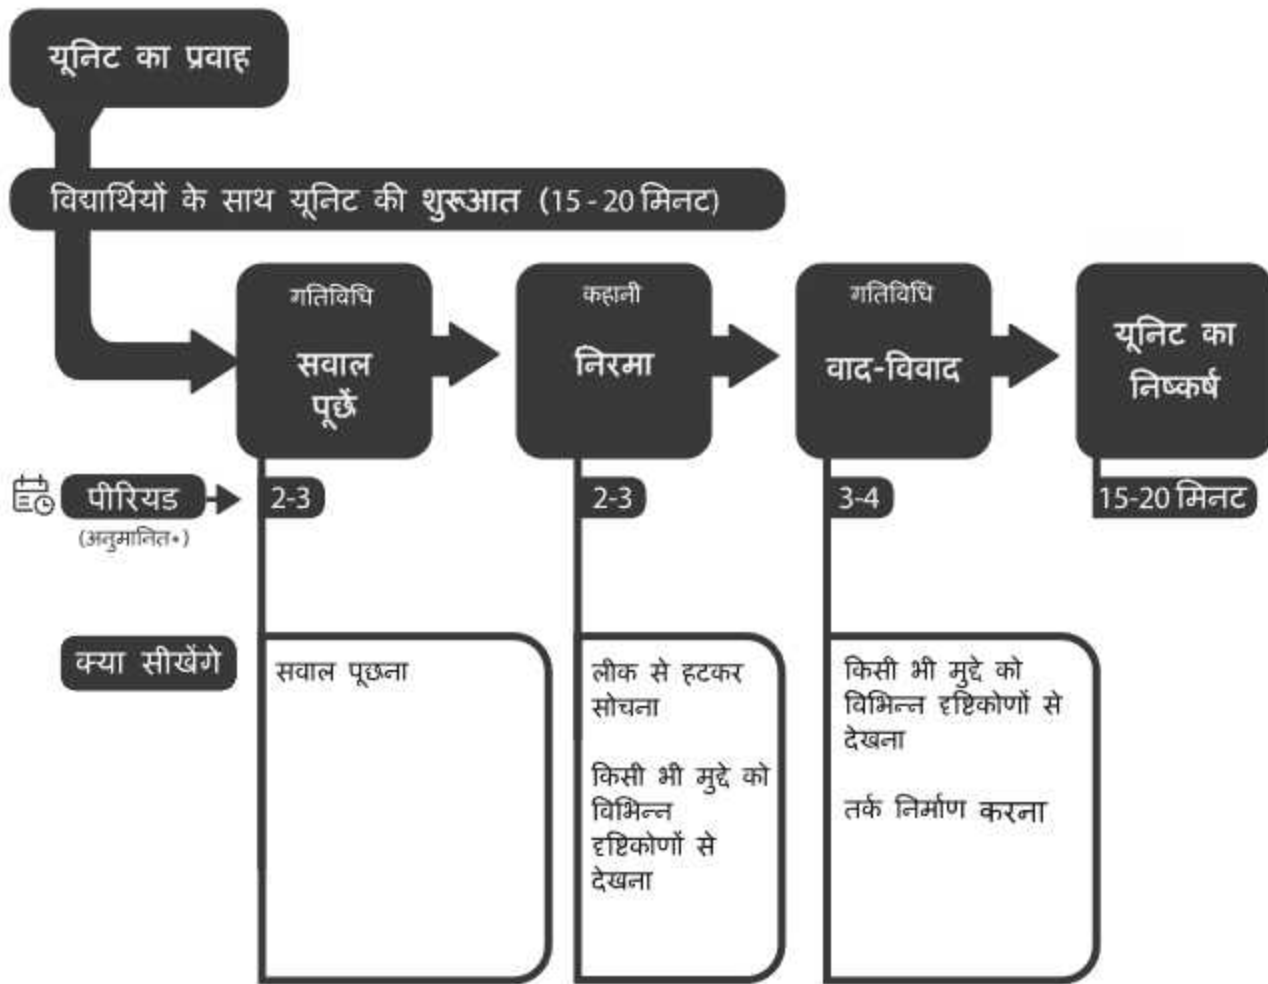 यूनिट का प्रवाह
विद्यार्थियों के साथ यूनिट की शुरूआत (15 - 20 मिनट)
गतिविधि
सवाल
पूछें
कहानी
निरमा
गतिविधि
वाद-विवाद
यूनिट का
निष्कर्ष
पीरियड
(अनुमानित*)
2-3
2-3
3-4
15-20 मिनट
क्या सीखेंगे
सवाल पूछना
लीक से हटकर
सोचना
किसी भी मुद्दे को
विभिन्न
दृष्टिकोणों से
देखना
किसी भी मुद्दे को
विभिन्न दृष्टिकोणों से
देखना
तर्क निर्माण करना